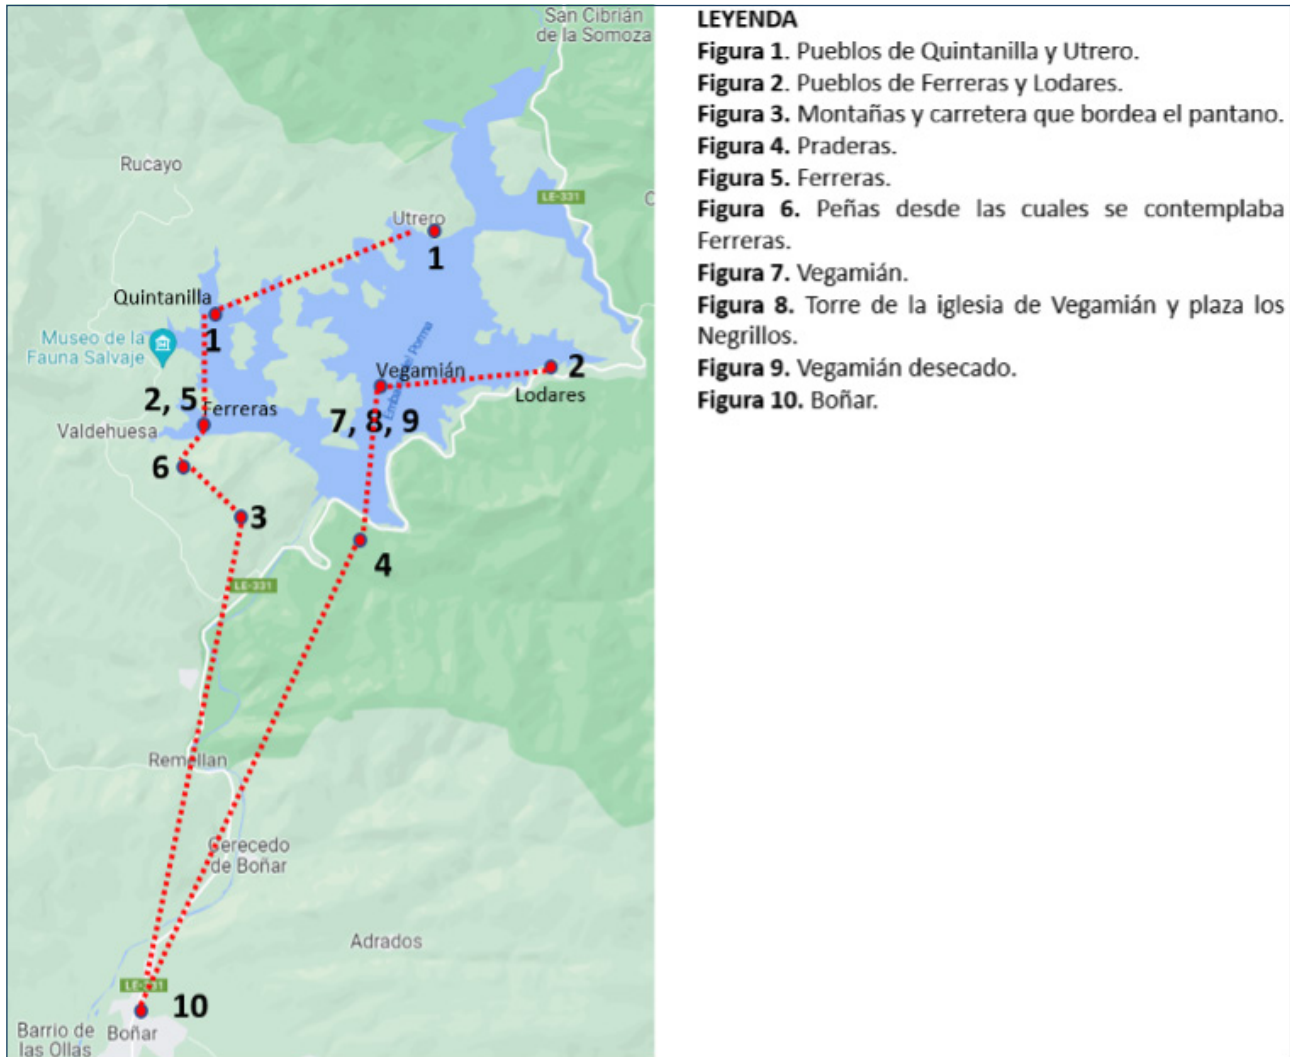 San Cibrián
de la Somoza
Rucayo
LE-331
Utrero
1
Quintanilla
1
Museo de la
Fauna Salvaje
Embalse del Porma
Vegamián
2
Lodares
2, 5
Ferreras
7, 8, 9
Valdehuesa
6
3
4
LE-331
Remellan
Cerecedo
de Boñar
Adrados
LE-331
10
Barrio de
las Ollas
Boñar
LEYENDA
Figura 1. Pueblos de Quintanilla y Utrero.
Figura 2. Pueblos de Ferreras y Lodares.
Figura 3. Montañas y carretera que bordea el pantano.
Figura 4. Praderas.
Figura 5. Ferreras.
Figura 6. Peñas desde las cuales se contemplaba
Ferreras.
Figura 7. Vegamián.
Figura 8. Torre de la iglesia de Vegamián y plaza los
Negrillos.
Figura 9. Vegamián desecado.
Figura 10. Boñar.